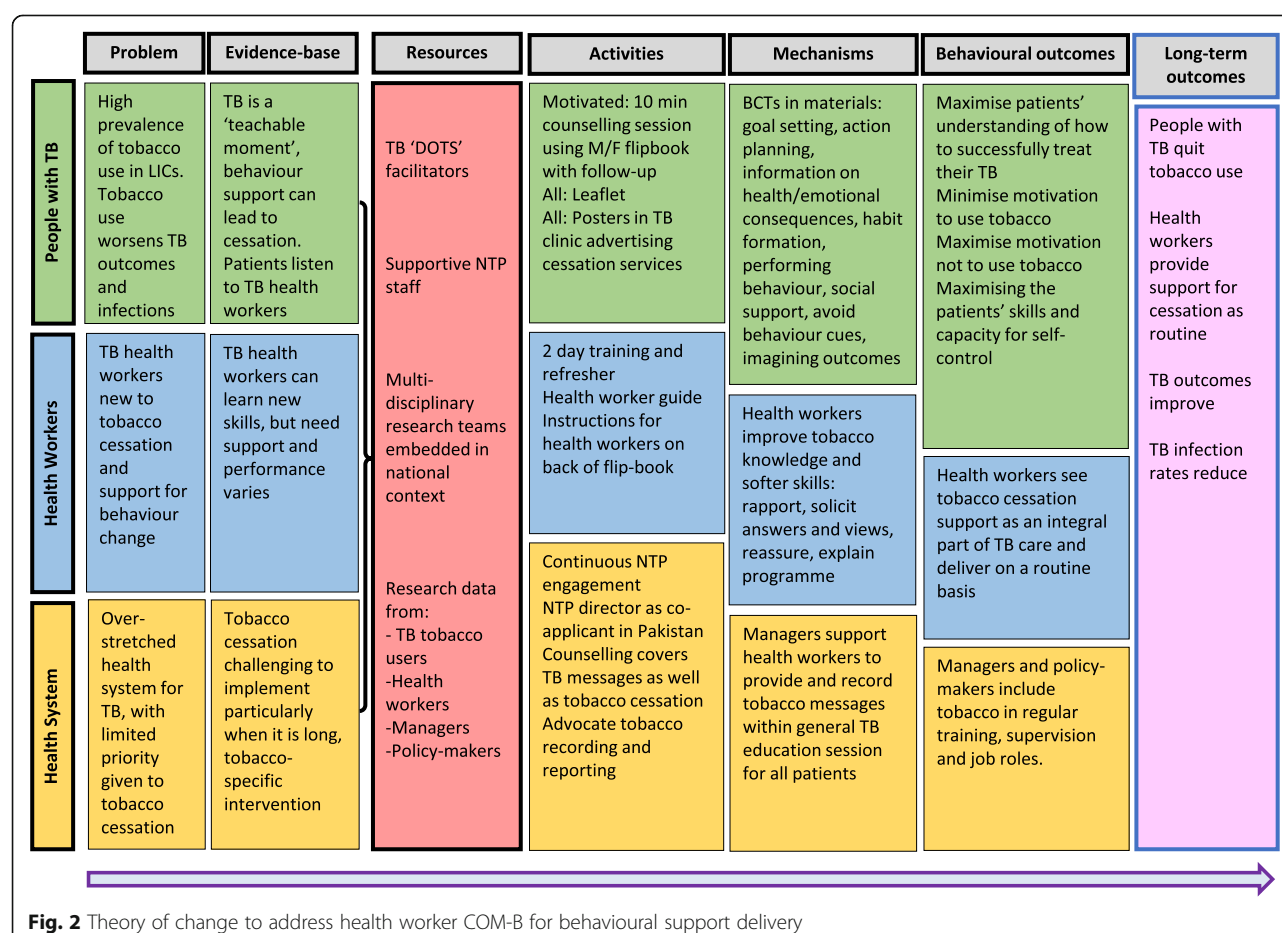 Problem
Evidence-base
Resources
Activities
Mechanisms
Behavioural outcomes
Long-term
outcomes
People with TB
High
prevalence
of tobacco
use in LICs.
Tobacco
use
worsens TB
outcomes
and
infections
TB is a
‘teachable
moment’,
behaviour
support can
lead to
cessation.
Patients listen
to TB health
workers
Health Workers
TB health
workers
new to
tobacco
cessation
and
support for
behaviour
change
TB health
workers can
learn new
skills, but need
support and
performance
varies
Health System
Over-
stretched
health
system for
TB, with
limited
priority
given to
tobacco
cessation
Tobacco
cessation
challenging to
implement
particularly
when it is long,
tobacco-
specific
intervention
TB ‘DOTS’
facilitators
Supportive NTP
staff
Multi-
disciplinary
research teams
embedded in
national
context
Research data
from:
- TB tobacco
users
-Health
workers
-Managers
-Policy-makers
Motivated: 10 min
counselling session
using M/F flipbook
with follow-up
All: Leaflet
All: Posters in TB
clinic advertising
cessation services
2 day training and
refresher
Health worker guide
Instructions for
health workers on
back of flip-book
Continuous NTP
engagement
NTP director as co-
applicant in Pakistan
Counselling covers
TB messages as well
as tobacco cessation
Advocate tobacco
recording and
reporting
BCTs in materials:
goal setting, action
planning,
information on
health/emotional
consequences, habit
formation,
performing
behaviour, social
support, avoid
behaviour cues,
imagining outcomes
Health workers
improve tobacco
knowledge and
softer skills:
rapport, solicit
answers and views,
reassure, explain
programme
Managers support
health workers to
provide and record
tobacco messages
within general TB
education session
for all patients
Maximise patients’
understanding of how
to successfully treat
their TB
Minimise motivation
to use tobacco
Maximise motivation
not to use tobacco
Maximising the
patients’ skills and
capacity for self-
control
Health workers see
tobacco cessation
support as an integral
part of TB care and
deliver on a routine
basis
Managers and policy-
makers include
tobacco in regular
training, supervision
and job roles.
People with
TB quit
tobacco use
Health
workers
provide
support for
cessation as
routine
TB outcomes
improve
TB infection
rates reduce
Fig. 2 Theory of change to address health worker COM-B for behavioural support delivery